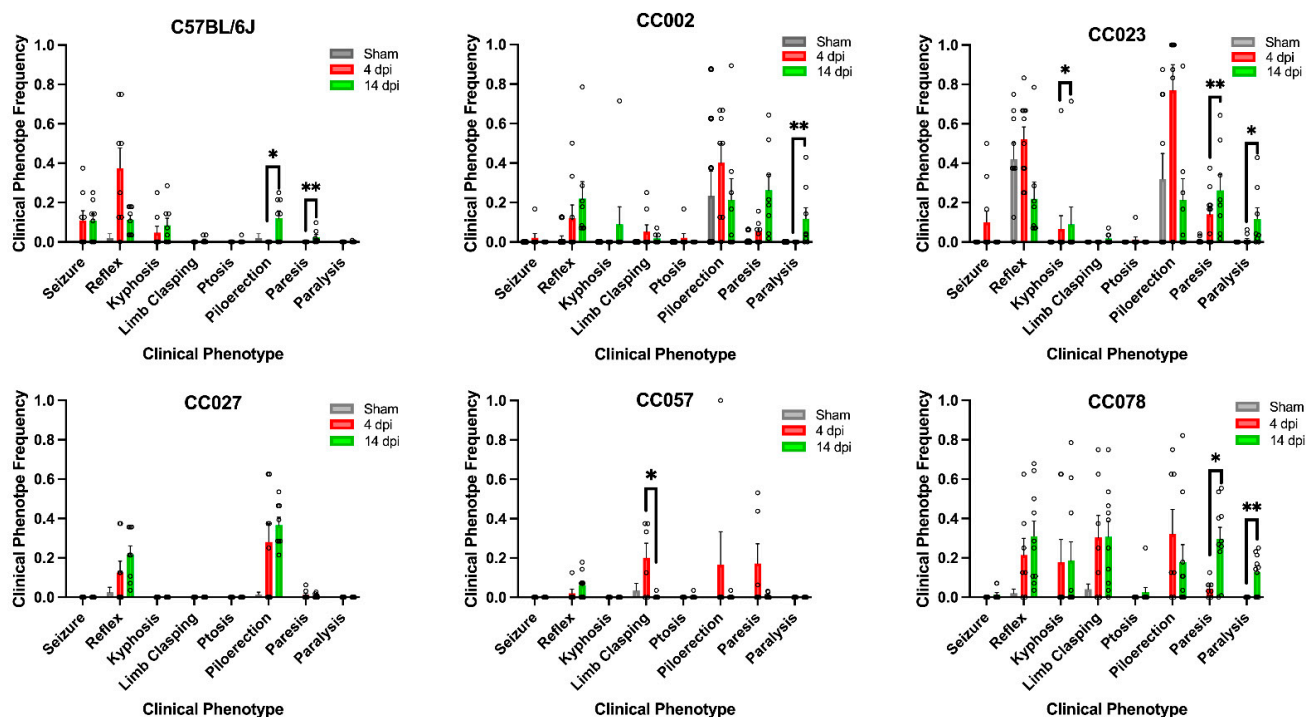 C57BL/6J
Clinical Phenotpe Frequency
1.0
0.8
0.6
0.4
0.2
0.0
Sham
4 dpi
14 dpi
*
**
Seizure
Reflex
Kyphosis
Limb Clasping
Ptosis
Piloerection
Paresis
Paralysis
Clinical Phenotype
CC002
Clinical Phenotpe Frequency
1.0
0.8
0.6
0.4
0.2
0.0
Sham
4 dpi
14 dpi
**
Seizure
Reflex
Kyphosis
Limb Clasping
Ptosis
Piloerection
Paresis
Paralysis
Clinical Phenotype
CC023
Clinical Phenotpe Frequency
1.0
0.8
0.6
0.4
0.2
0.0
Sham
4 dpi
14 dpi
*
**
*
Seizure
Reflex
Kyphosis
Limb Clasping
Ptosis
Piloerection
Paresis
Paralysis
Clinical Phenotype
CC027
Clinical Phenotpe Frequency
1.0
0.8
0.6
0.4
0.2
0.0
Sham
4 dpi
14 dpi
Seizure
Reflex
Kyphosis
Limb Clasping
Ptosis
Piloerection
Paresis
Paralysis
Clinical Phenotype
CC057
Clinical Phenotpe Frequency
1.0
0.8
0.6
0.4
0.2
0.0
Sham
4 dpi
14 dpi
*
Seizure
Reflex
Kyphosis
Limb Clasping
Ptosis
Piloerection
Paresis
Paralysis
Clinical Phenotype
CC078
Clinical Phenotpe Frequency
1.0
0.8
0.6
0.4
0.2
0.0
Sham
4 dpi
14 dpi
*
**
Seizure
Reflex
Kyphosis
Limb Clasping
Ptosis
Piloerection
Paresis
Paralysis
Clinical Phenotype